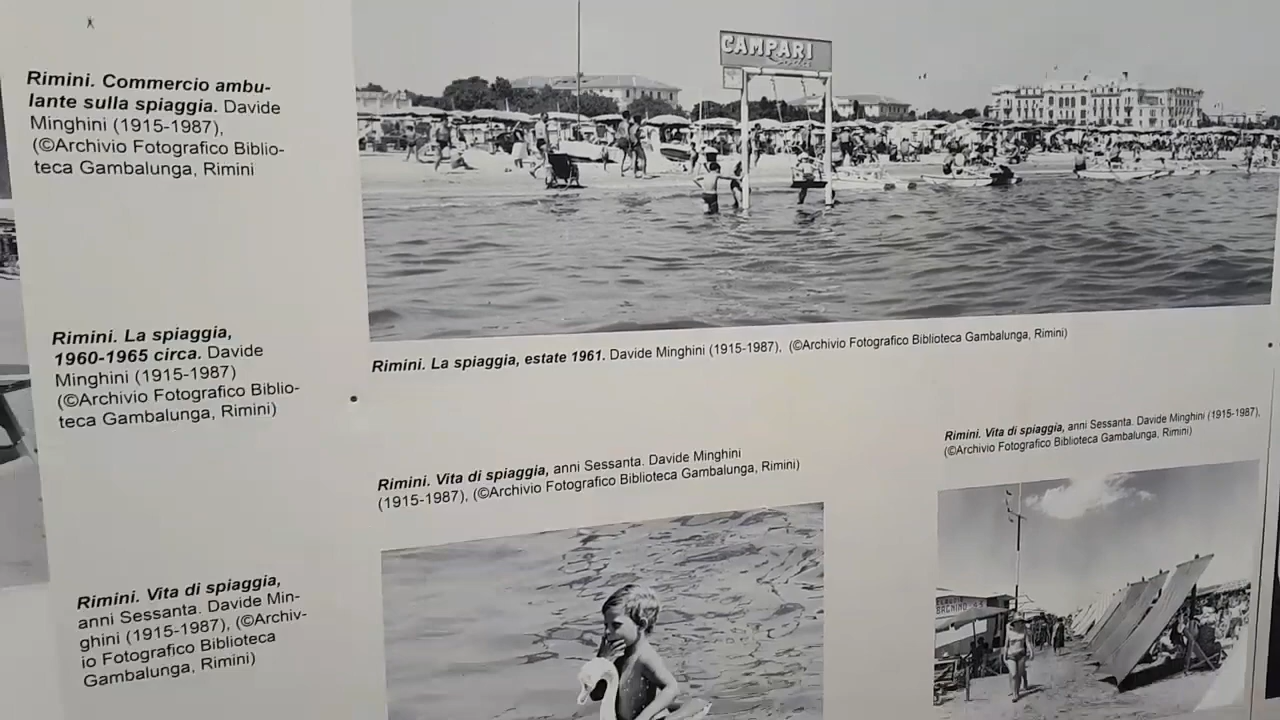 Rimini. Commercio ambu-
lante sulla spiaggia. Davide
Minghini (1915-1987),
(©Archivio Fotografico Biblio-
teca Gambalunga, Rimini
Rimini. La spiaggia,
1960-1965 circa. Davide
Minghini (1915-1987)
(©Archivio Fotografico Biblio-
teca Gambalunga, Rimini)
Rimini. Vita di spiaggia,
anni Sessanta. Davide Min-
ghini (1915-1987), (©Archiv-
io Fotografico Biblioteca
Gambalunga, Rimini)
CAMPARI
Rimini. La spiaggia, estate 1961. Davide Minghini (1915-1987), (©Archivio Fotografico Biblioteca Gambalunga, Rimini)
Rimini. Vita di spiaggia, anni Sessanta. Davide Minghini
(1915-1987), (©Archivio Fotografico Biblioteca Gambalunga, Rimini)
Rimini. Vita di spiaggia, anni Sessanta. Davide Minghini (1915-1987),
(©Archivio Fotografico Biblioteca Gambalunga, Rimini)
BAGNINO